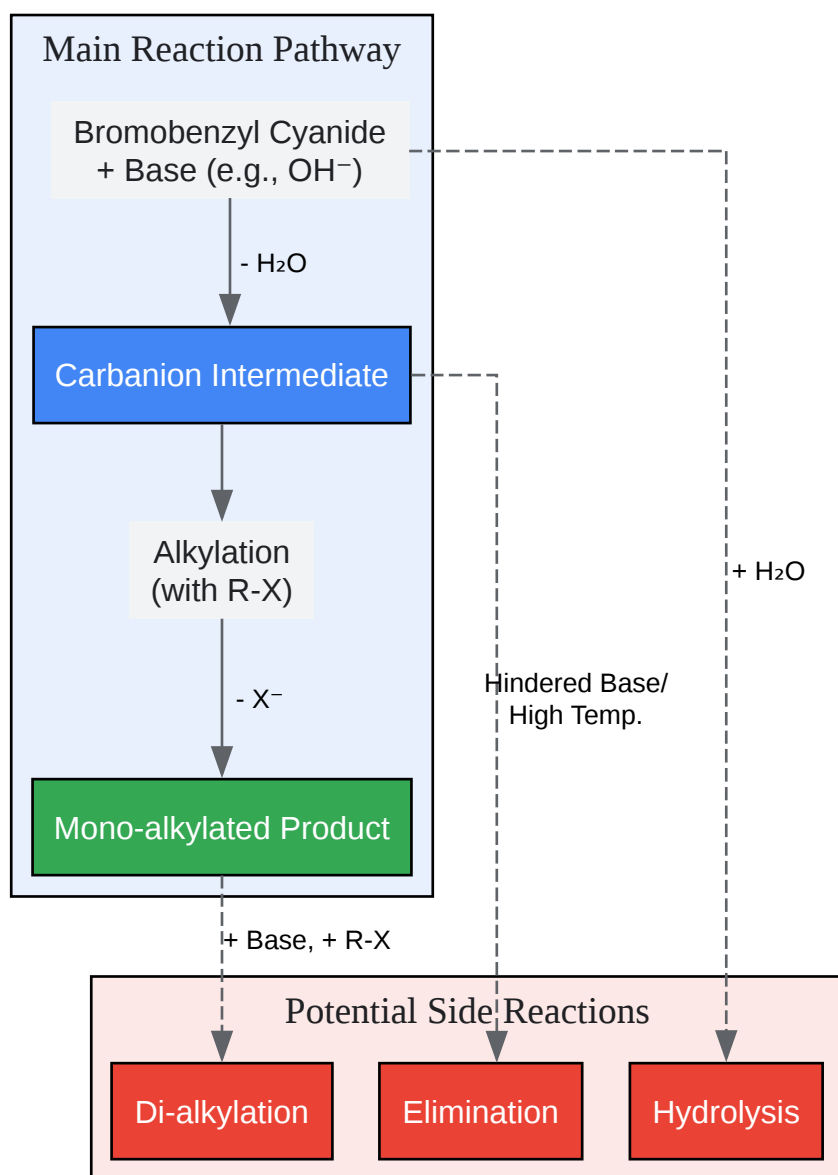 Main Reaction Pathway
Bromobenzyl Cyanide
+ Base (e.g., OH⁻)
- H₂O
Carbanion Intermediate
Alkylation
(with R-X)
+ H₂O
Hindered Base/
High Temp.
- X⁻
Mono-alkylated Product
+ Base, + R-X
Potential Side Reactions
Di-alkylation
Elimination
Hydrolysis